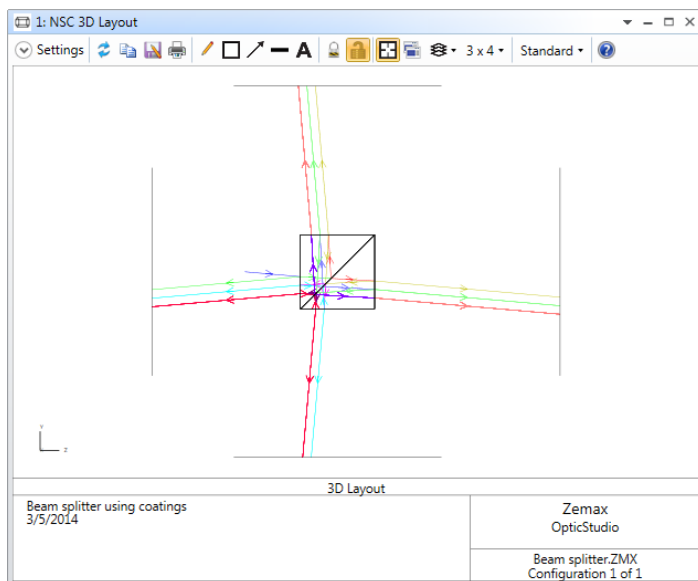 1: NSC 3D Layout
Settings
3 x 4
Standard
Y
Z
3D Layout
Beam splitter using coatings
3/5/2014
Zemax
OpticStudio
Beam splitter.ZMX
Configuration 1 of 1